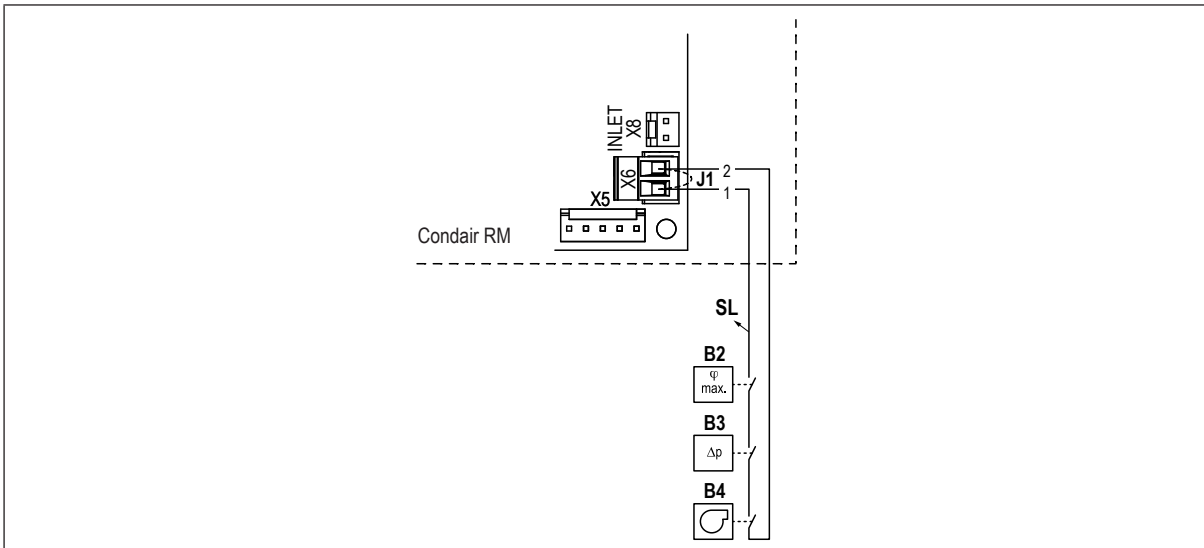 INLET
X8
X6
2
J1
1
X5
Condair RM
SL
B2
φ
max.
B3
Δp
B4